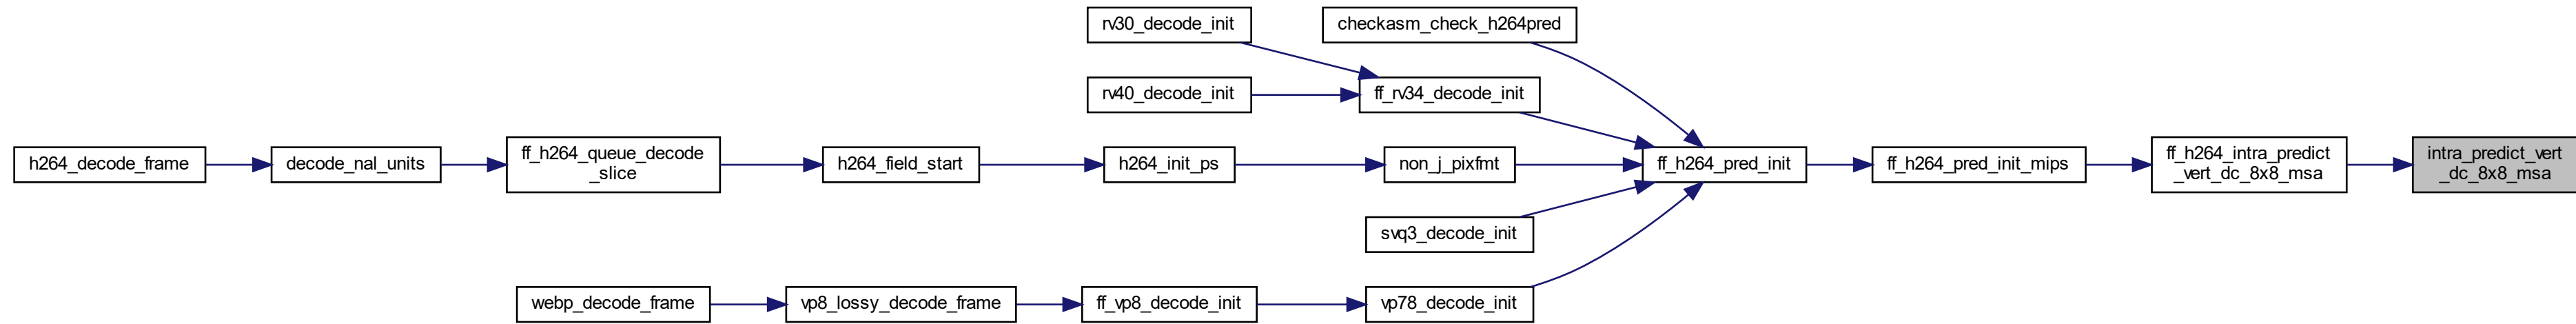 rv30_decode_init
checkasm_check_h264pred
rv40_decode_init
ff_rv34_decode_init
h264_decode_frame
decode_nal_units
ff_h264_queue_decode
_slice
h264_field_start
h264_init_ps
non_j_pixfmt
ff_h264_pred_init
ff_h264_pred_init_mips
ff_h264_intra_predict
_vert_dc_8x8_msa
intra_predict_vert
_dc_8x8_msa
svq3_decode_init
webp_decode_frame
vp8_lossy_decode_frame
ff_vp8_decode_init
vp78_decode_init